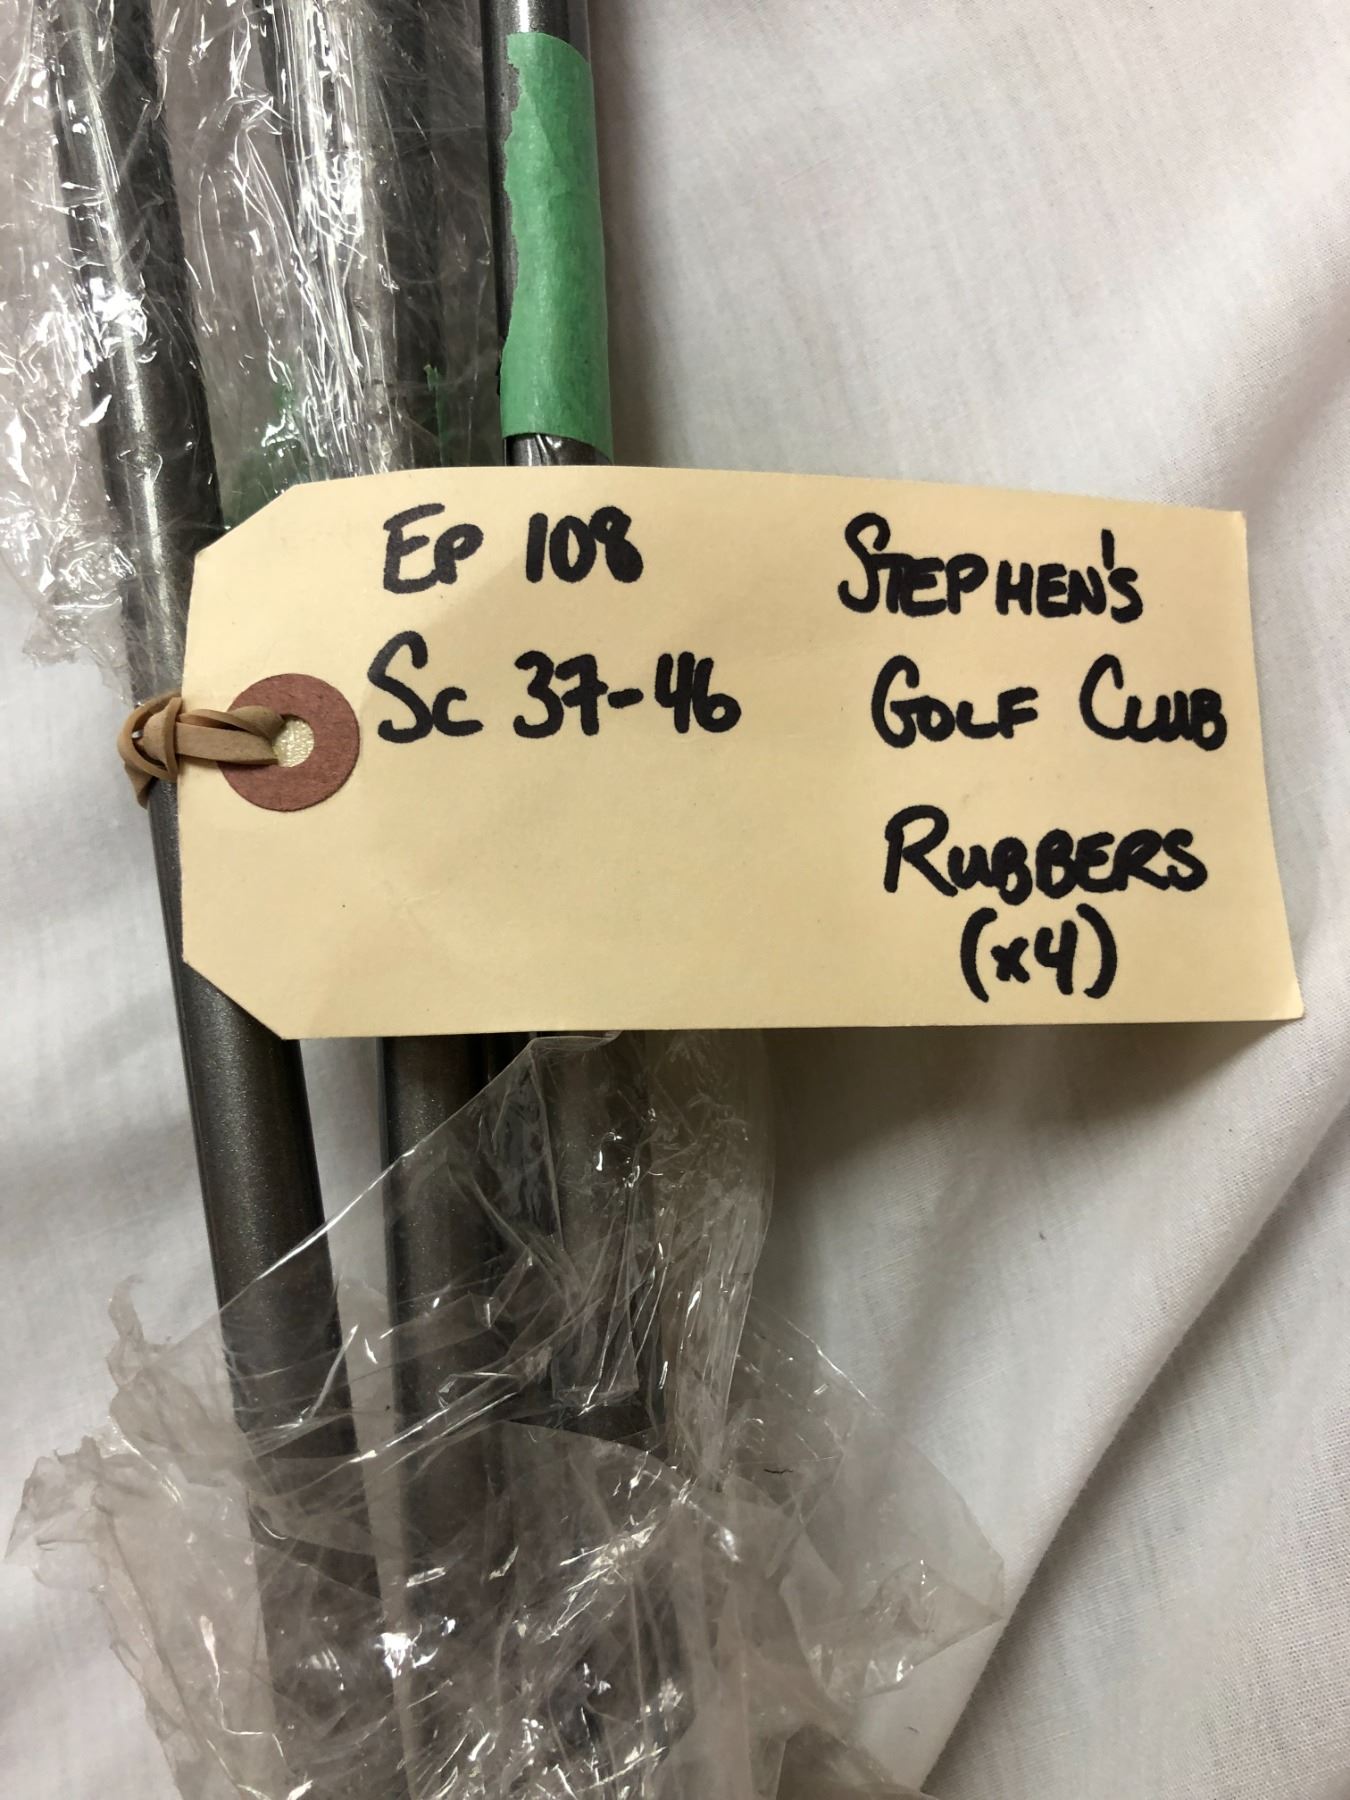 Ep 108
Sc 37-46
STEPHEN'S
GOLF CLUB
RUBBERS
(x4)